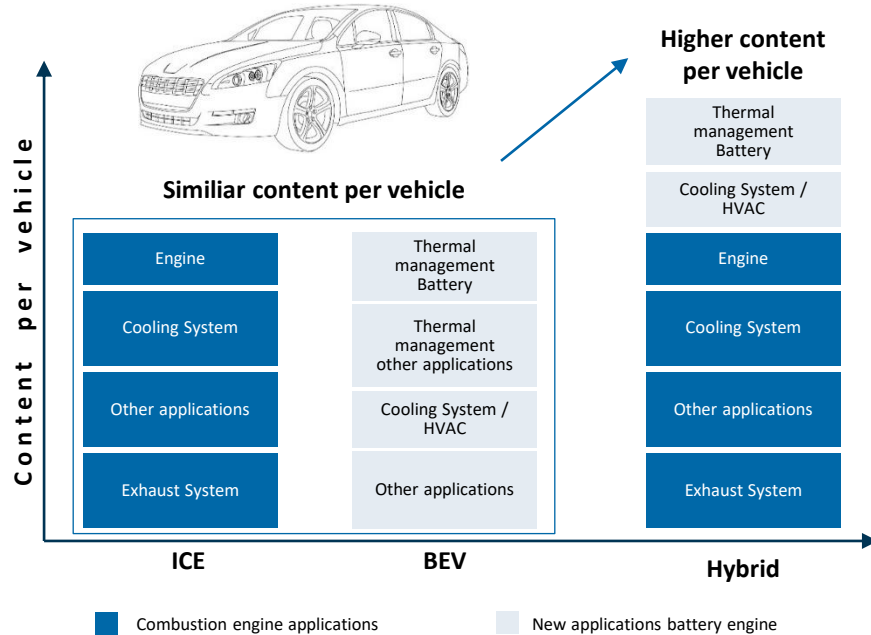 Higher content
per vehicle
Similiar content per vehicle
Content per vehicle
Engine
Cooling System
Other applications
Exhaust System
Thermal
management
Battery
Thermal
management
other applications
Cooling System /
HVAC
Other applications
Thermal
management
Battery
Cooling System /
HVAC
Engine
Cooling System
Other applications
Exhaust System
ICE
BEV
Hybrid
Combustion engine applications
New applications battery engine